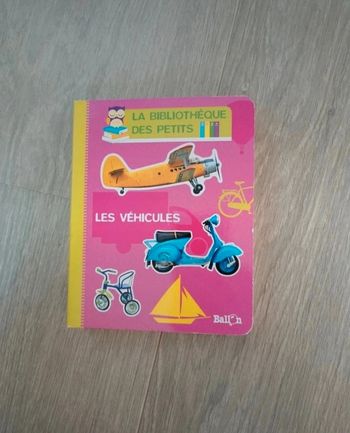 LA BIBLIOTHÈQUE
DES PETITS
LES VÉHICULES
Ballon